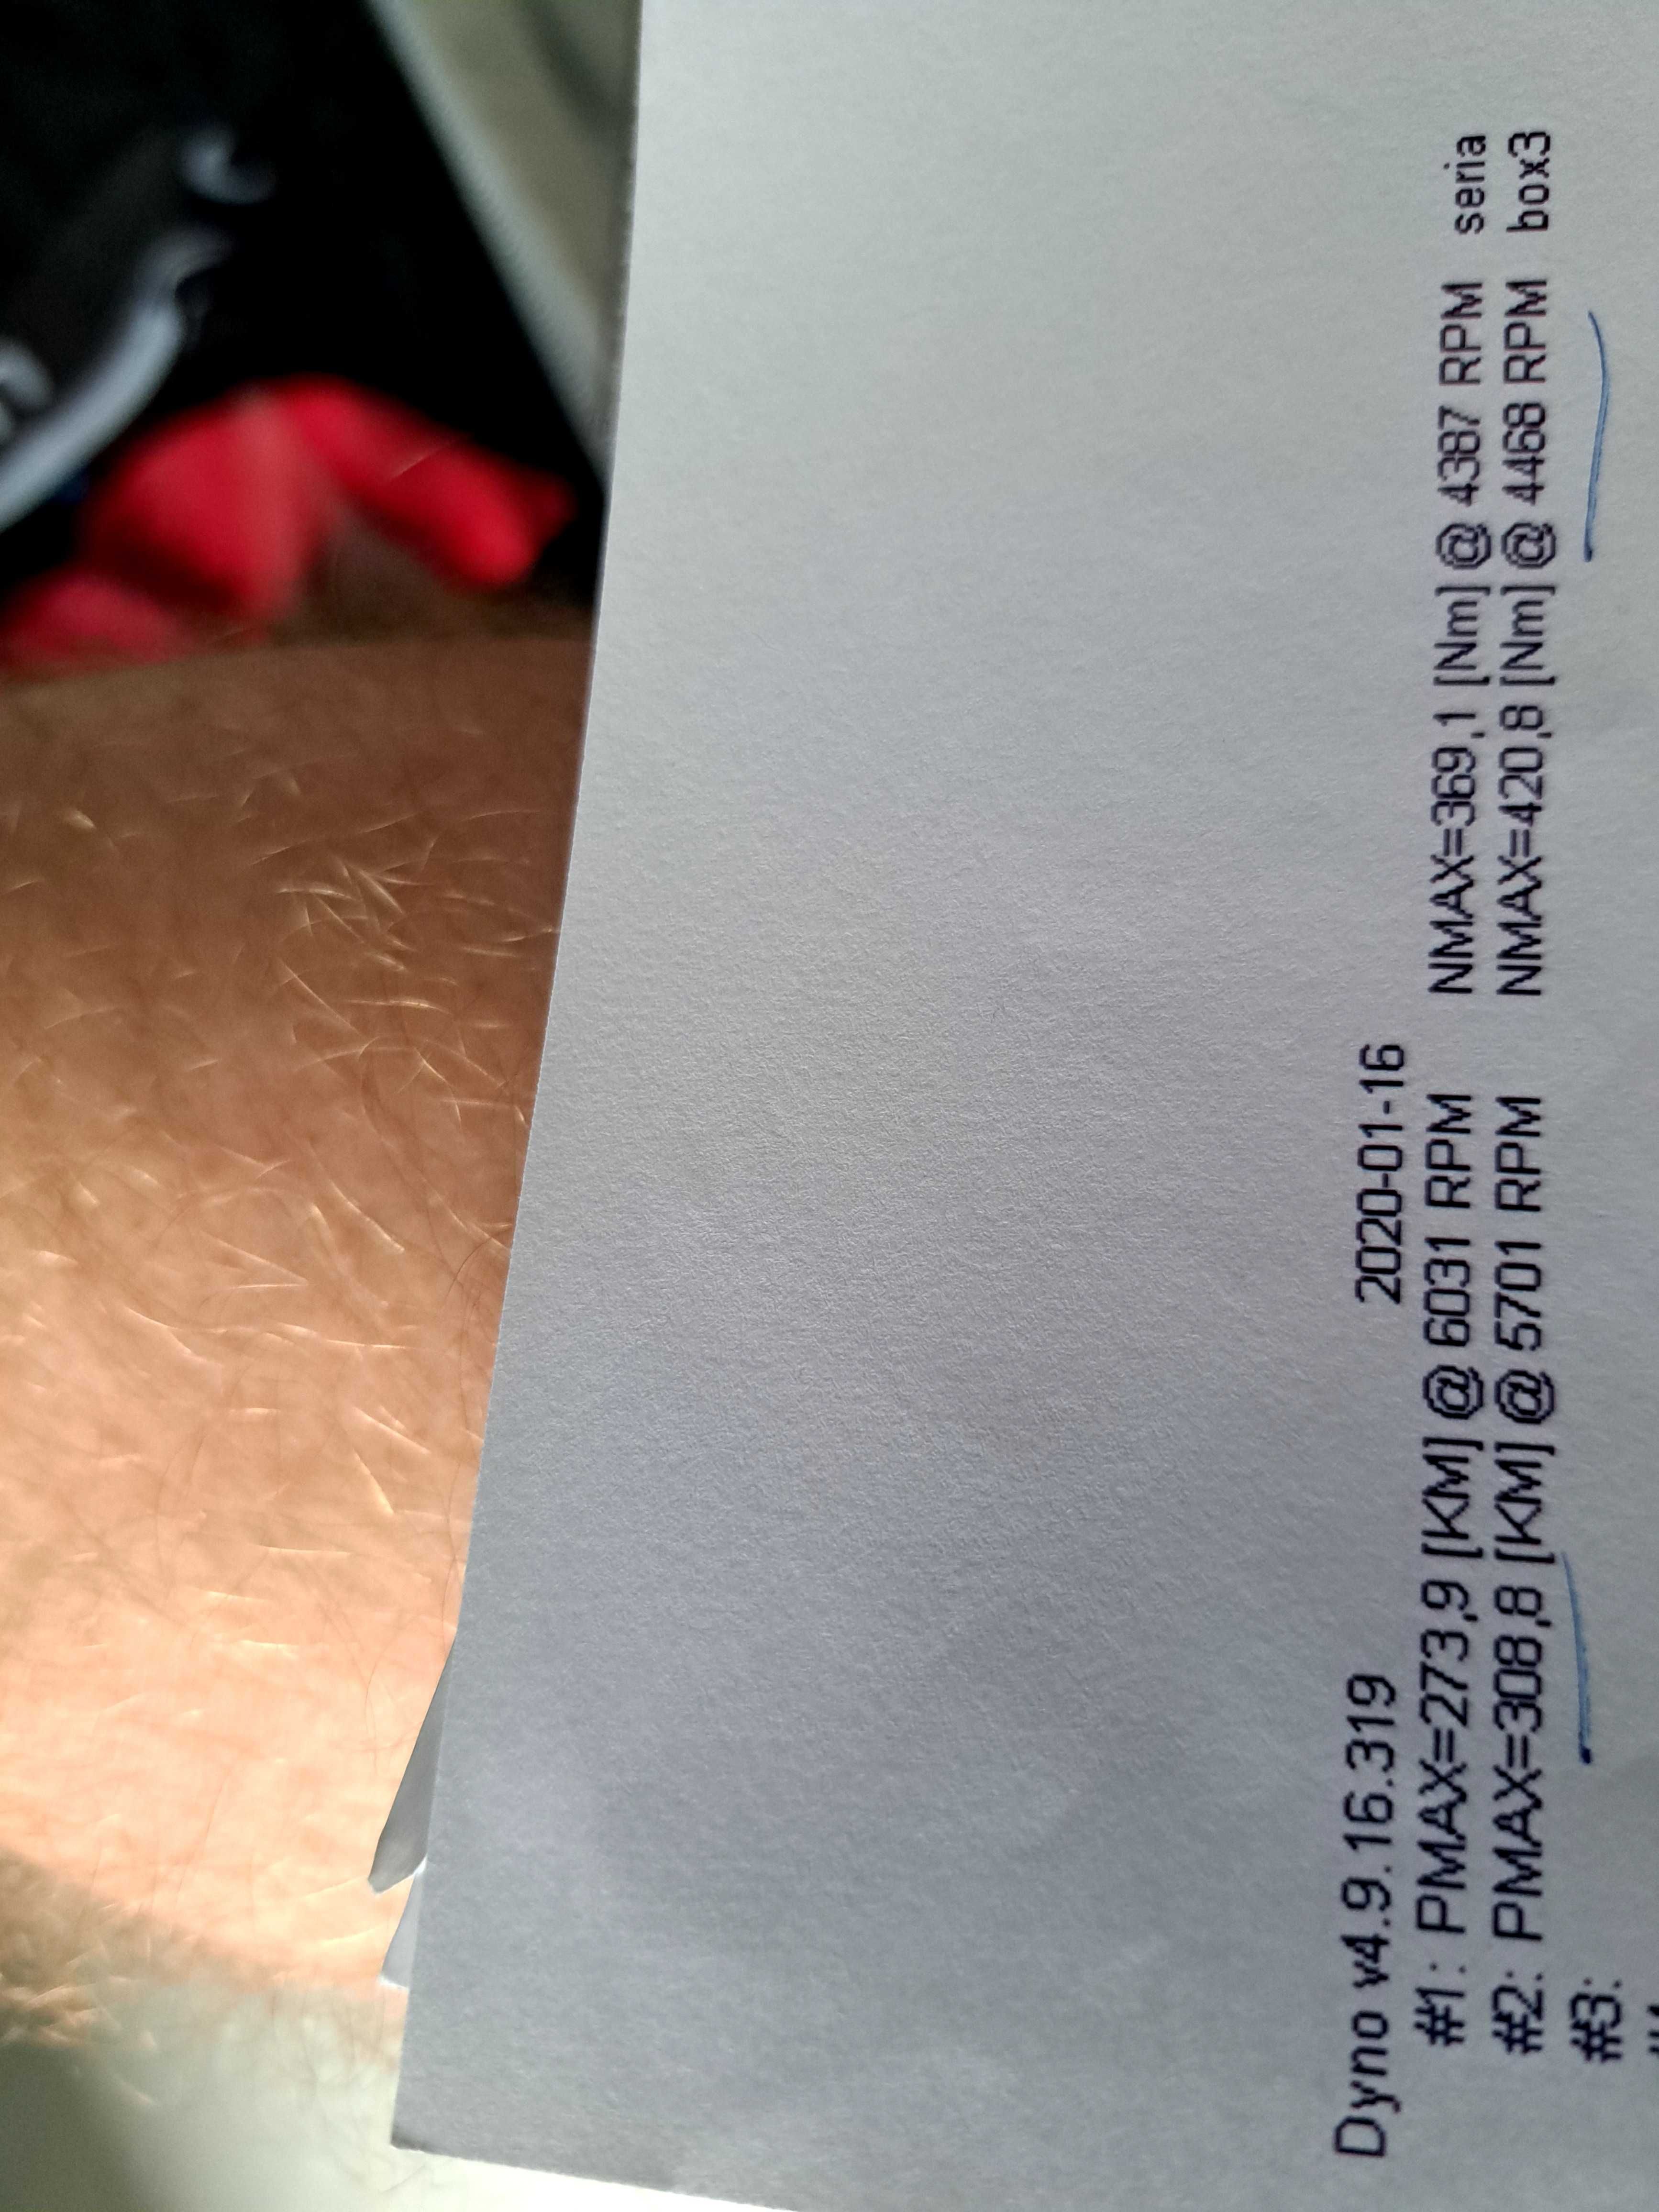 Dyno v4.9.16.319 2020-01-16
#1: PMAX=273,9 [KM] @ 6031 RPM NMAX=369,1 [Nm] @ 4387 RPM seria
#2: PMAX=308,8 [KM] @ 5701 RPM NMAX=420,8 [Nm] @ 4468 RPM box3
#3: